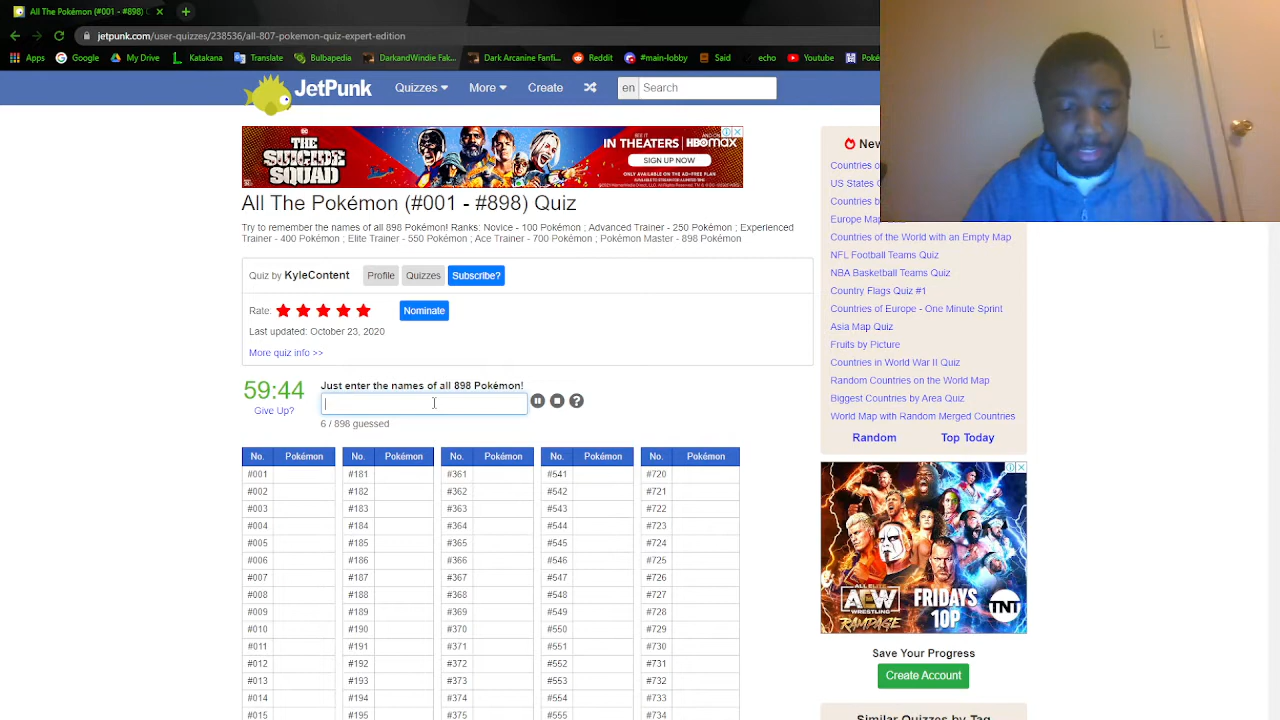 All The Pokémon (#001 - #898)
jetpunk.com/user-quizzes/238536/all-807-pokemon-quiz-expert-edition
Apps Google My Drive Katakana Translate Bulbapedia DarkandWindie Fak... Dark Arcanine Fanfi... Reddit #main-lobby Said echo Youtube
JetPunk Quizzes More Create en Search
THE SUICIDE SQUAD
IN THEATERS HBOmax
SIGN UP NOW
All The Pokémon (#001 - #898) Quiz
Try to remember the names of all 898 Pokémon! Ranks: Novice - 100 Pokémon ; Advanced Trainer - 250 Pokémon ; Experienced
Trainer - 400 Pokémon ; Elite Trainer - 550 Pokémon ; Ace Trainer - 700 Pokémon ; Pokémon Master - 898 Pokémon
Quiz by KyleContent Profile Quizzes Subscribe?
Rate: Nominate
Last updated: October 23, 2020
More quiz info >>
59:44 Just enter the names of all 898 Pokémon!
Give Up?
6 / 898 guessed
No. Pokémon No. Pokémon No. Pokémon No. Pokémon No. Pokémon
#001 #181 #361 #541 #720
#002 #182 #362 #542 #721
#003 #183 #363 #543 #722
#004 #184 #364 #544 #723
#005 #185 #365 #545 #724
#006 #186 #366 #546 #725
#007 #187 #367 #547 #726
#008 #188 #368 #548 #727
#009 #189 #369 #549 #728
#010 #190 #370 #550 #729
#011 #191 #371 #551 #730
#012 #192 #372 #552 #731
#013 #193 #373 #553 #732
#014 #194 #374 #554 #733
#015 #195 #375 #555 #734
Countries
US States
Countries
Europe
Countries of the World with an Empty Map
NFL Football Teams Quiz
NBA Basketball Teams Quiz
Country Flags Quiz #1
Countries of Europe - One Minute Sprint
Asia Map Quiz
Fruits by Picture
Countries in World War II Quiz
Random Countries on the World Map
Biggest Countries by Area Quiz
World Map with Random Merged Countries
Random Top Today
ALL ELITE
AEW
WRESTLING
RAMPAGE
FRIDAYS
10P
TNT
Save Your Progress
Create Account
Similar Quizzes by Tag